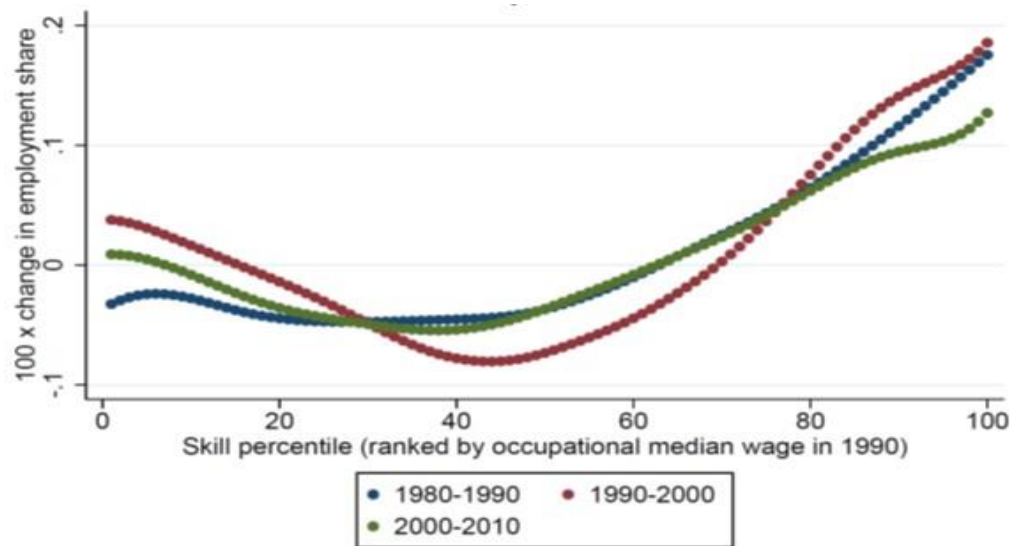 100 x change in employment share
.2
.1
0
-.1
0 20 40 60 80 100
Skill percentile (ranked by occupational median wage in 1990)
1980-1990 1990-2000
2000-2010